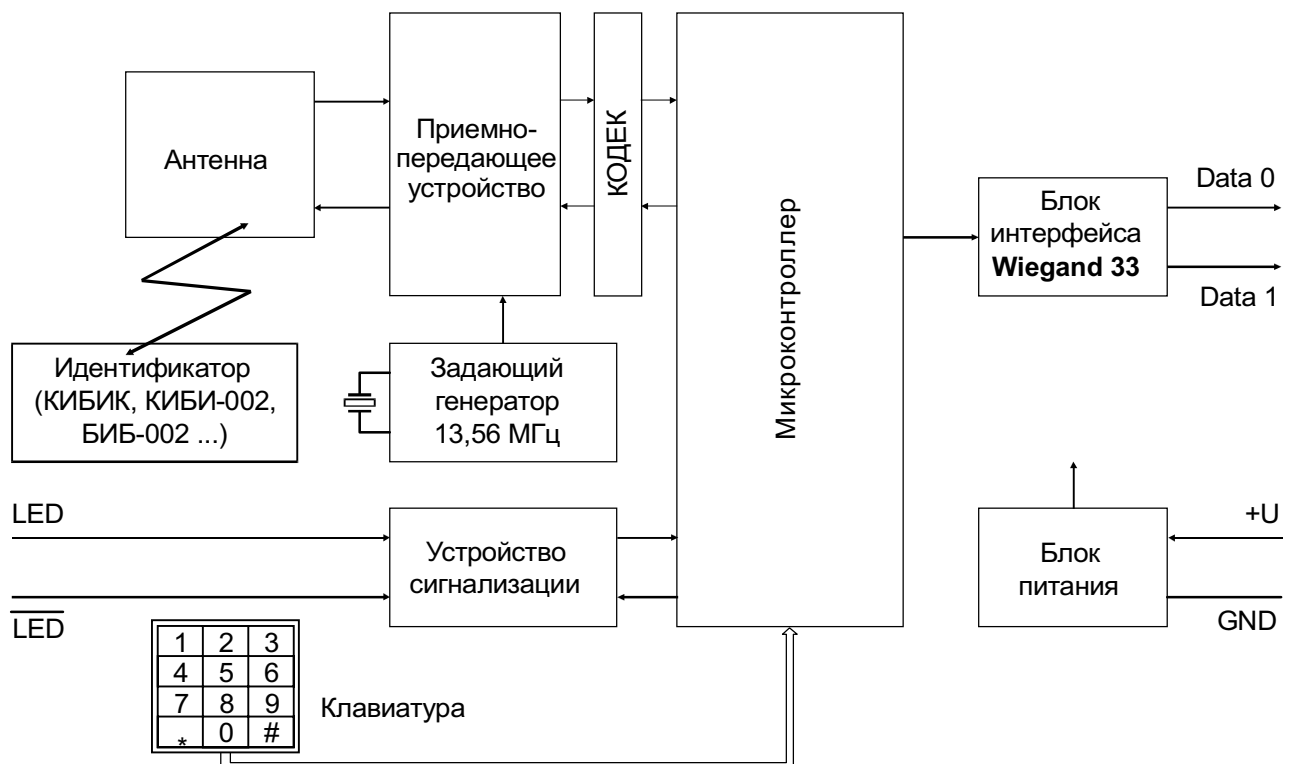 Антенна
Приемно-
передающее
устройство
КОДЕК
Микроконтроллер
Блок
интерфейса
Wiegand 33
Data 0
Data 1
Идентификатор
(КИБИК, КИБИ-002,
БИБ-002 ...)
Задающий
генератор
13,56 МГц
LED
LED
Устройство
сигнализации
Блок
питания
+U
GND
1 2 3
4 5 6
7 8 9
* 0 #
Клавиатура